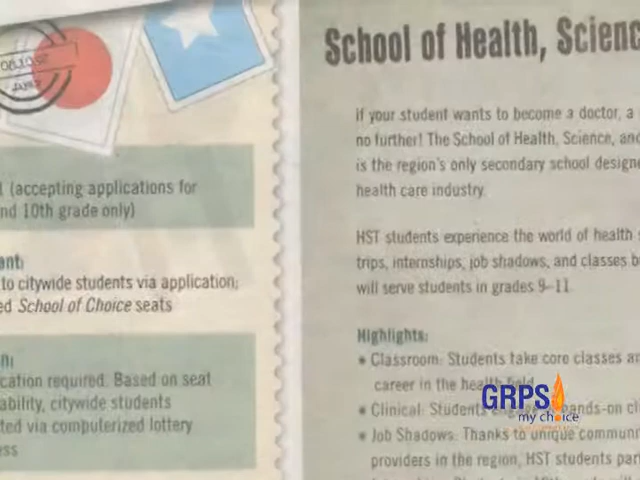 School of Health, Scienc
If your student wants to become a doctor, a
no further! The School of Health, Science, and
is the region's only secondary school designe
health care industry.
HST students experience the world of health
trips, internships, job shadows, and classes b
will serve students in grades 9-11.
Highlights:
• Classroom: Students take core classes a
career in the health field.
• Clinical: Students hands-on cli
• Job Shadows: Thanks to unique commun
providers in the region, HST students par
(accepting applications for
nd 10th grade only)
ant:
to citywide students via application;
ed School of Choice seats
n:
cation required. Based on seat
ability, citywide students
ted via computerized lottery
ess
GRPS
my choice